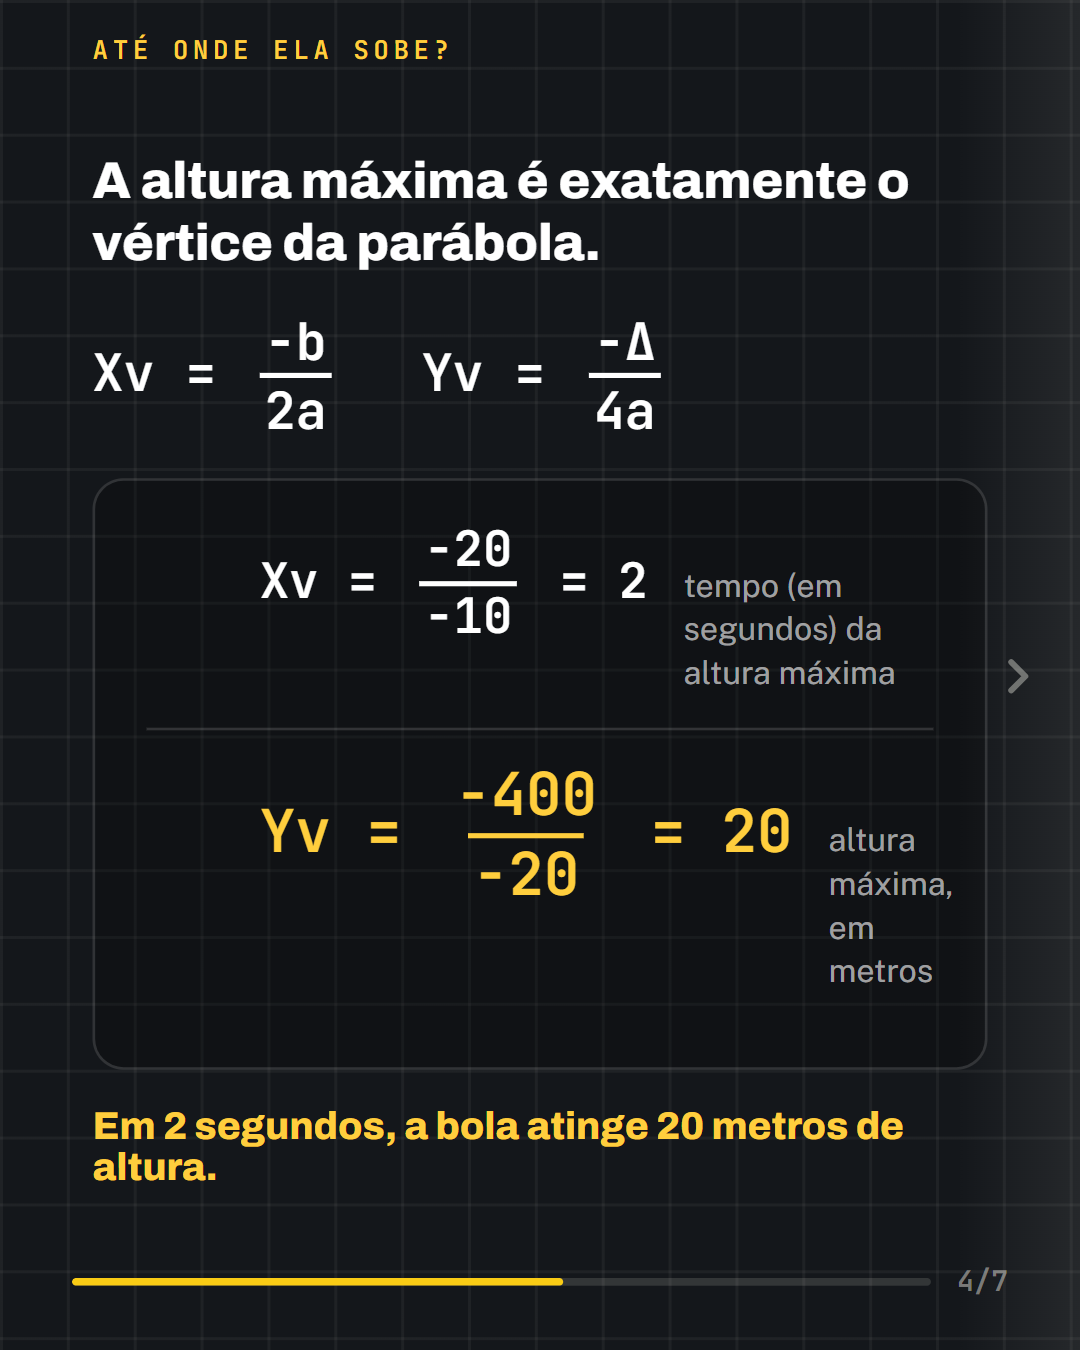 ATÉ ONDE ELA SOBE?
A altura máxima é exatamente o
vértice da parábola.
Xv = -b/2a Yv = -Δ/4a
Xv = -20/-10 = 2 tempo (em
segundos) da
altura máxima
Yv = -400/-20 = 20 altura
máxima,
em
metros
Em 2 segundos, a bola atinge 20 metros de
altura.
4/7